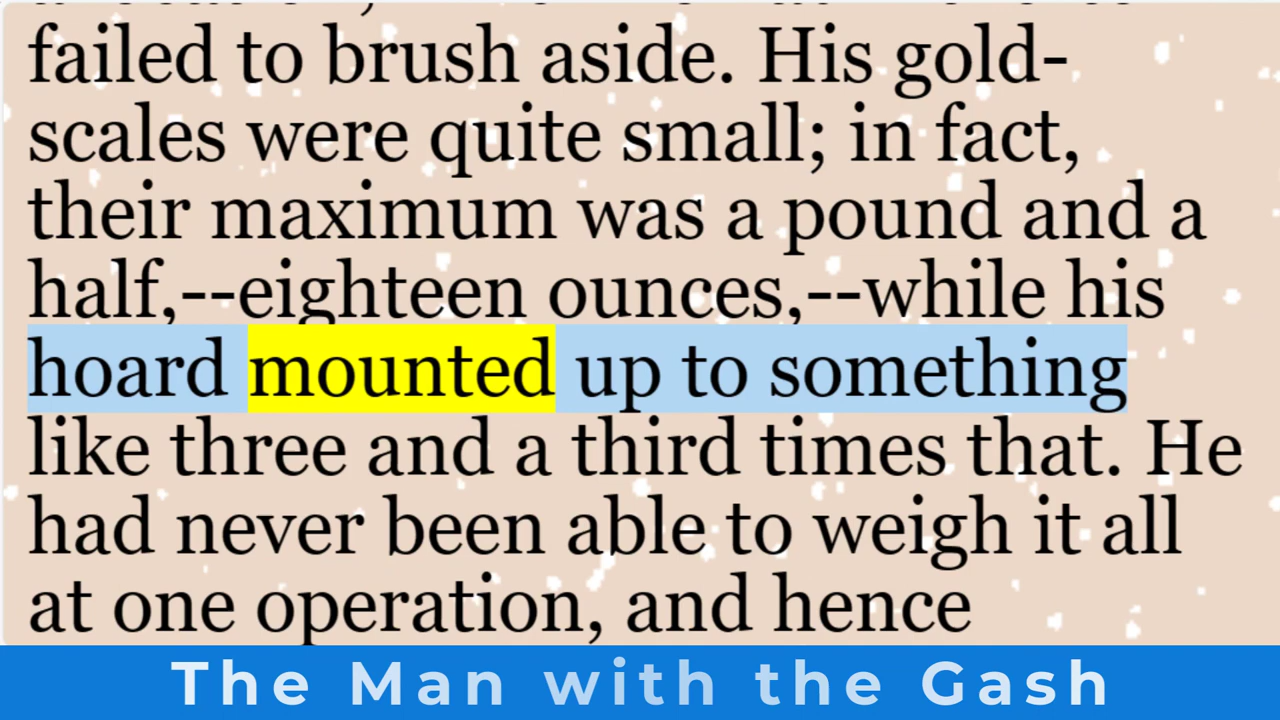 failed to brush aside. His gold-
scales were quite small; in fact,
their maximum was a pound and a
half,--eighteen ounces,--while his
hoard mounted up to something
like three and a third times that. He
had never been able to weigh it all
at one operation, and hence
The Man with the Gash